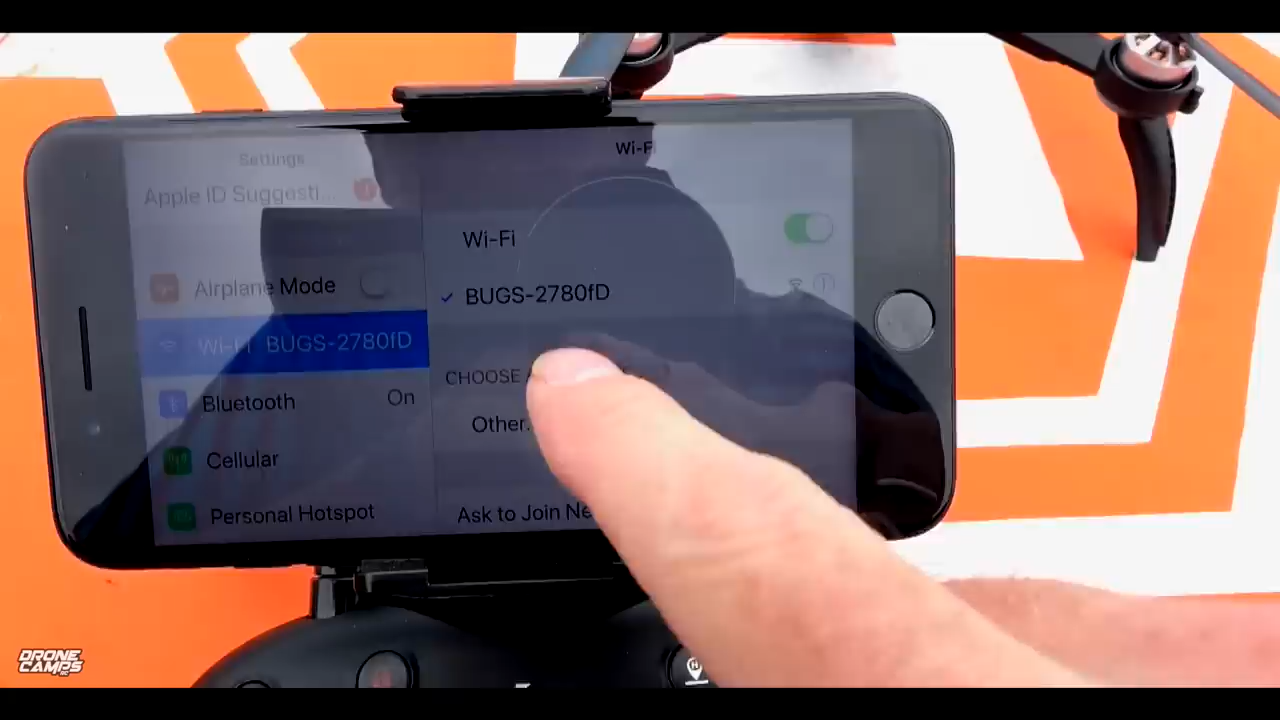 Settings
Apple ID Suggesti...
Airplane Mode
Wi-Fi BUGS-2780fD
Bluetooth On
Cellular
Personal Hotspot
Wi-Fi
Wi-Fi
BUGS-2780fD
CHOOSE
Other.
Ask to Join Ne
DRONE
CAMPS